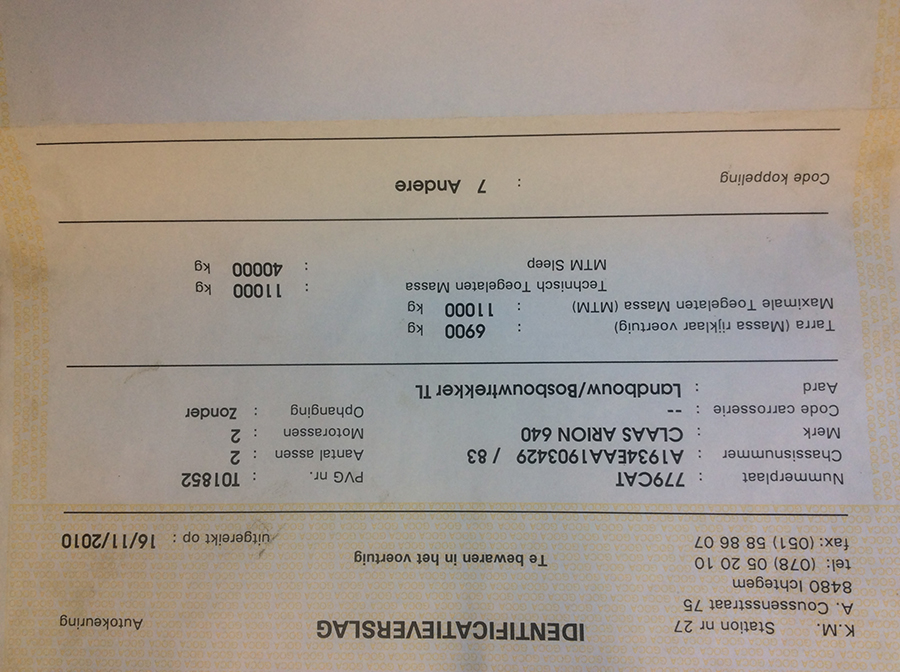 K.M. Station nr 27 IDENTIFICATIEVERSLAG Autokeuring
A. Coussensstraat 75
8480 Ichtegem
tel: (078) 05 20 10 Te bewaren in het voertuig
fax: (051) 58 86 07 uitgereikt op : 16/11/2010
Nummerplaat : 779CAT PVG nr. : T01852
Chassisnummer : A1934EAA1903429 / 83 Aantal assen : 2
Merk : CLAAS ARION 640 Motorassen : 2
Code carrosserie : -- Ophanging : Zonder
Aard : Landbouw/Bosbouwtrekker TL
Tarra (Massa rijklaar voertuig) : 6900 kg
Maximale Toegelaten Massa (MTM) : 11000 kg
Technisch Toegelaten Massa : 11000 kg
MTM Sleep : 40000 kg
Code koppeling : 7 Andere